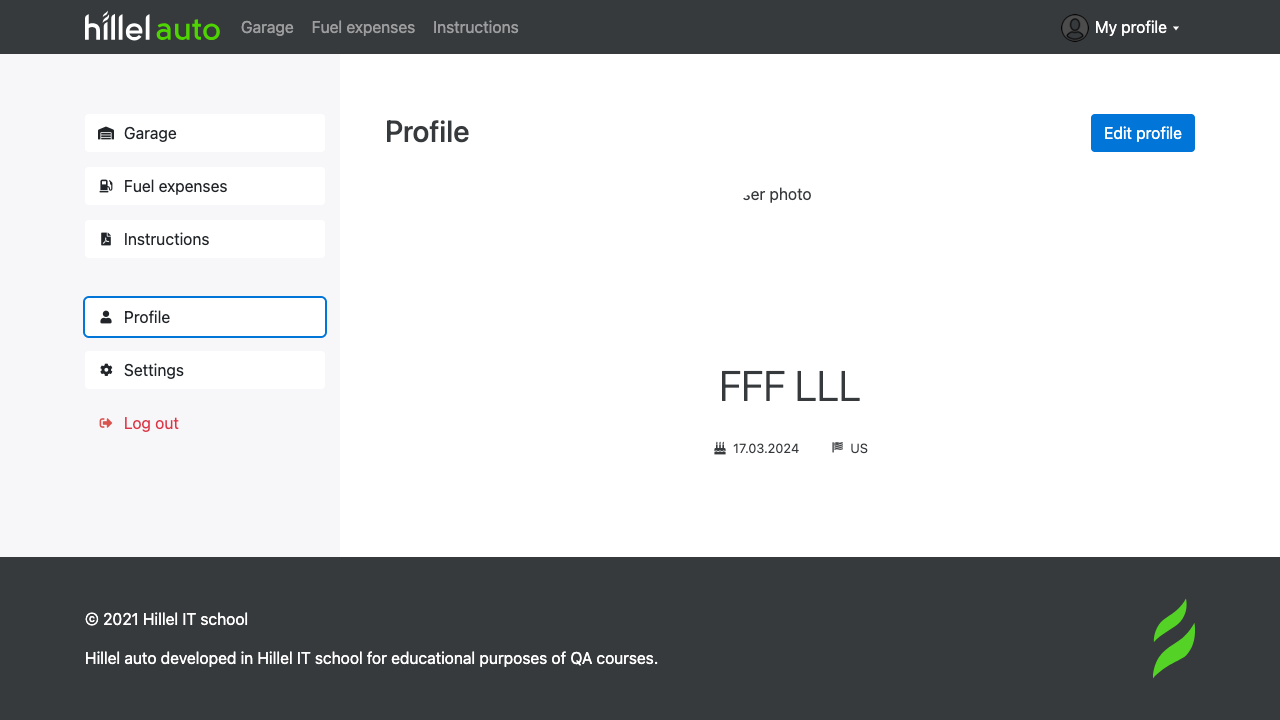 hillel auto
Garage
Fuel expenses
Instructions
My profile
Garage
Fuel expenses
Instructions
Profile
Settings
Log out
Profile
Edit profile
ser photo
FFF LLL
17.03.2024
US
© 2021 Hillel IT school
Hillel auto developed in Hillel IT school for educational purposes of QA courses.